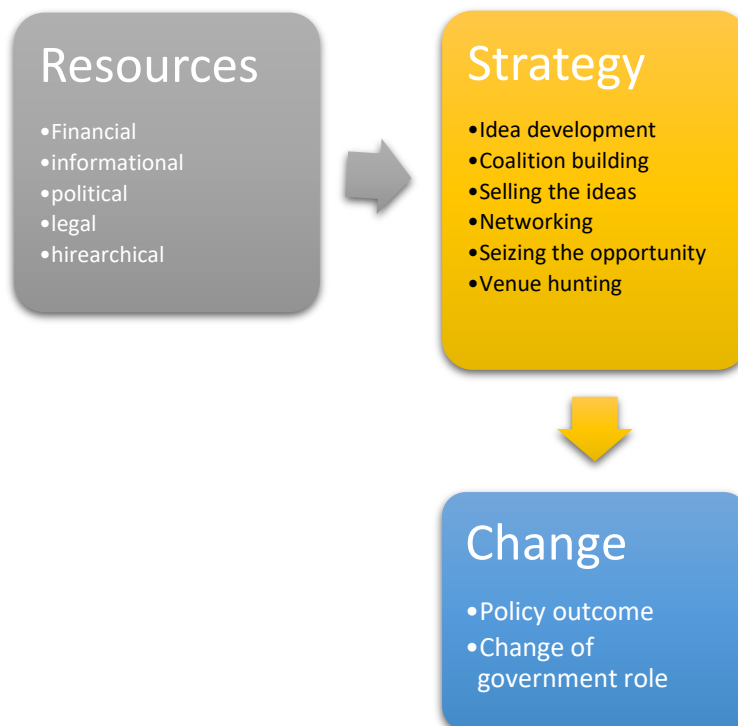 Resources
•Financial
•informational
•political
•legal
•hirearchical
Strategy
•Idea development
•Coalition building
•Selling the ideas
•Networking
•Seizing the opportunity
•Venue hunting
Change
•Policy outcome
•Change of
government role